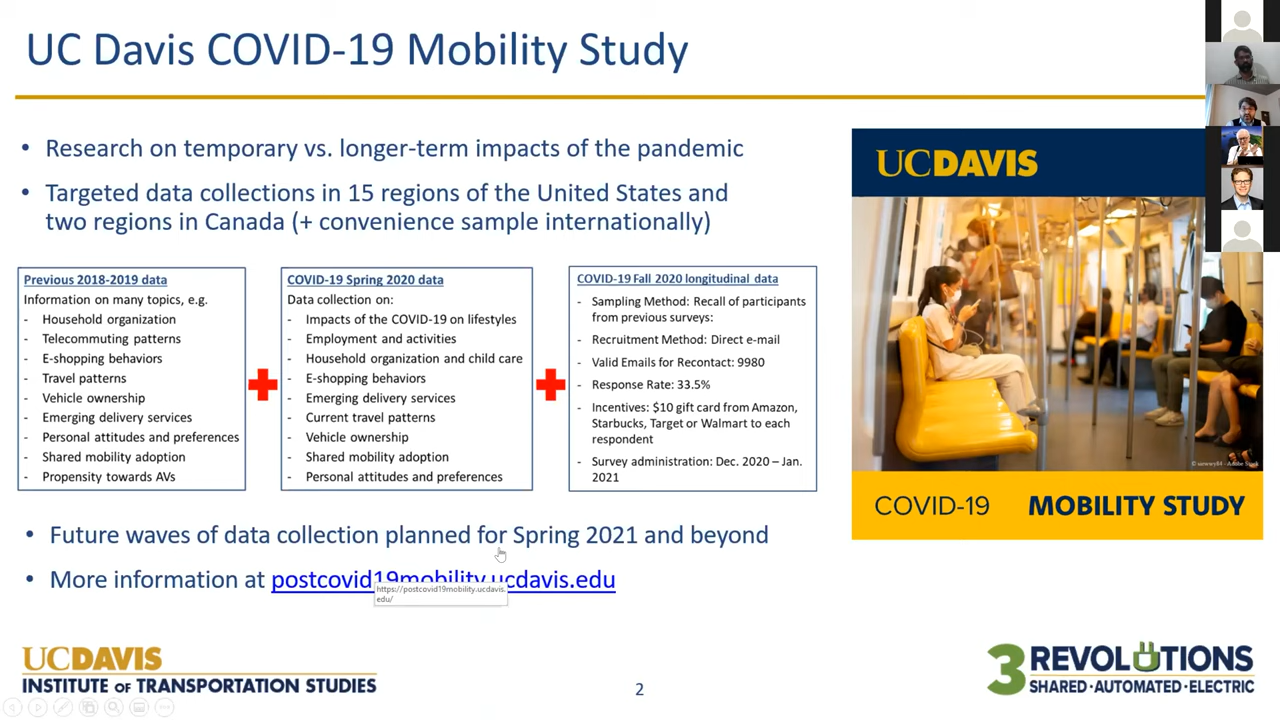 UC Davis COVID-19 Mobility Study
• Research on temporary vs. longer-term impacts of the pandemic
• Targeted data collections in 15 regions of the United States and
two regions in Canada (+ convenience sample internationally)
Previous 2018-2019 data
Information on many topics, e.g.
- Household organization
- Telecommuting patterns
- E-shopping behaviors
- Travel patterns
- Vehicle ownership
- Emerging delivery services
- Personal attitudes and preferences
- Shared mobility adoption
- Propensity towards AVs
COVID-19 Spring 2020 data
Data collection on:
- Impacts of the COVID-19 on lifestyles
- Employment and activities
- Household organization and child care
- E-shopping behaviors
- Emerging delivery services
- Current travel patterns
- Vehicle ownership
- Shared mobility adoption
- Personal attitudes and preferences
COVID-19 Fall 2020 longitudinal data
- Sampling Method: Recall of participants
from previous surveys:
- Recruitment Method: Direct e-mail
- Valid Emails for Recontact: 9980
- Response Rate: 33.5%
- Incentives: $10 gift card from Amazon,
Starbucks, Target or Walmart to each
respondent
- Survey administration: Dec. 2020 – Jan.
2021
UCDAVIS
COVID-19 MOBILITY STUDY
• Future waves of data collection planned for Spring 2021 and beyond
• More information at postcovid19mobility.ucdavis.edu
https://postcovid19mobility.ucdavis.
edu/
UCDAVIS
INSTITUTE OF TRANSPORTATION STUDIES
2
3 REVOLUTIONS
SHARED·AUTOMATED·ELECTRIC